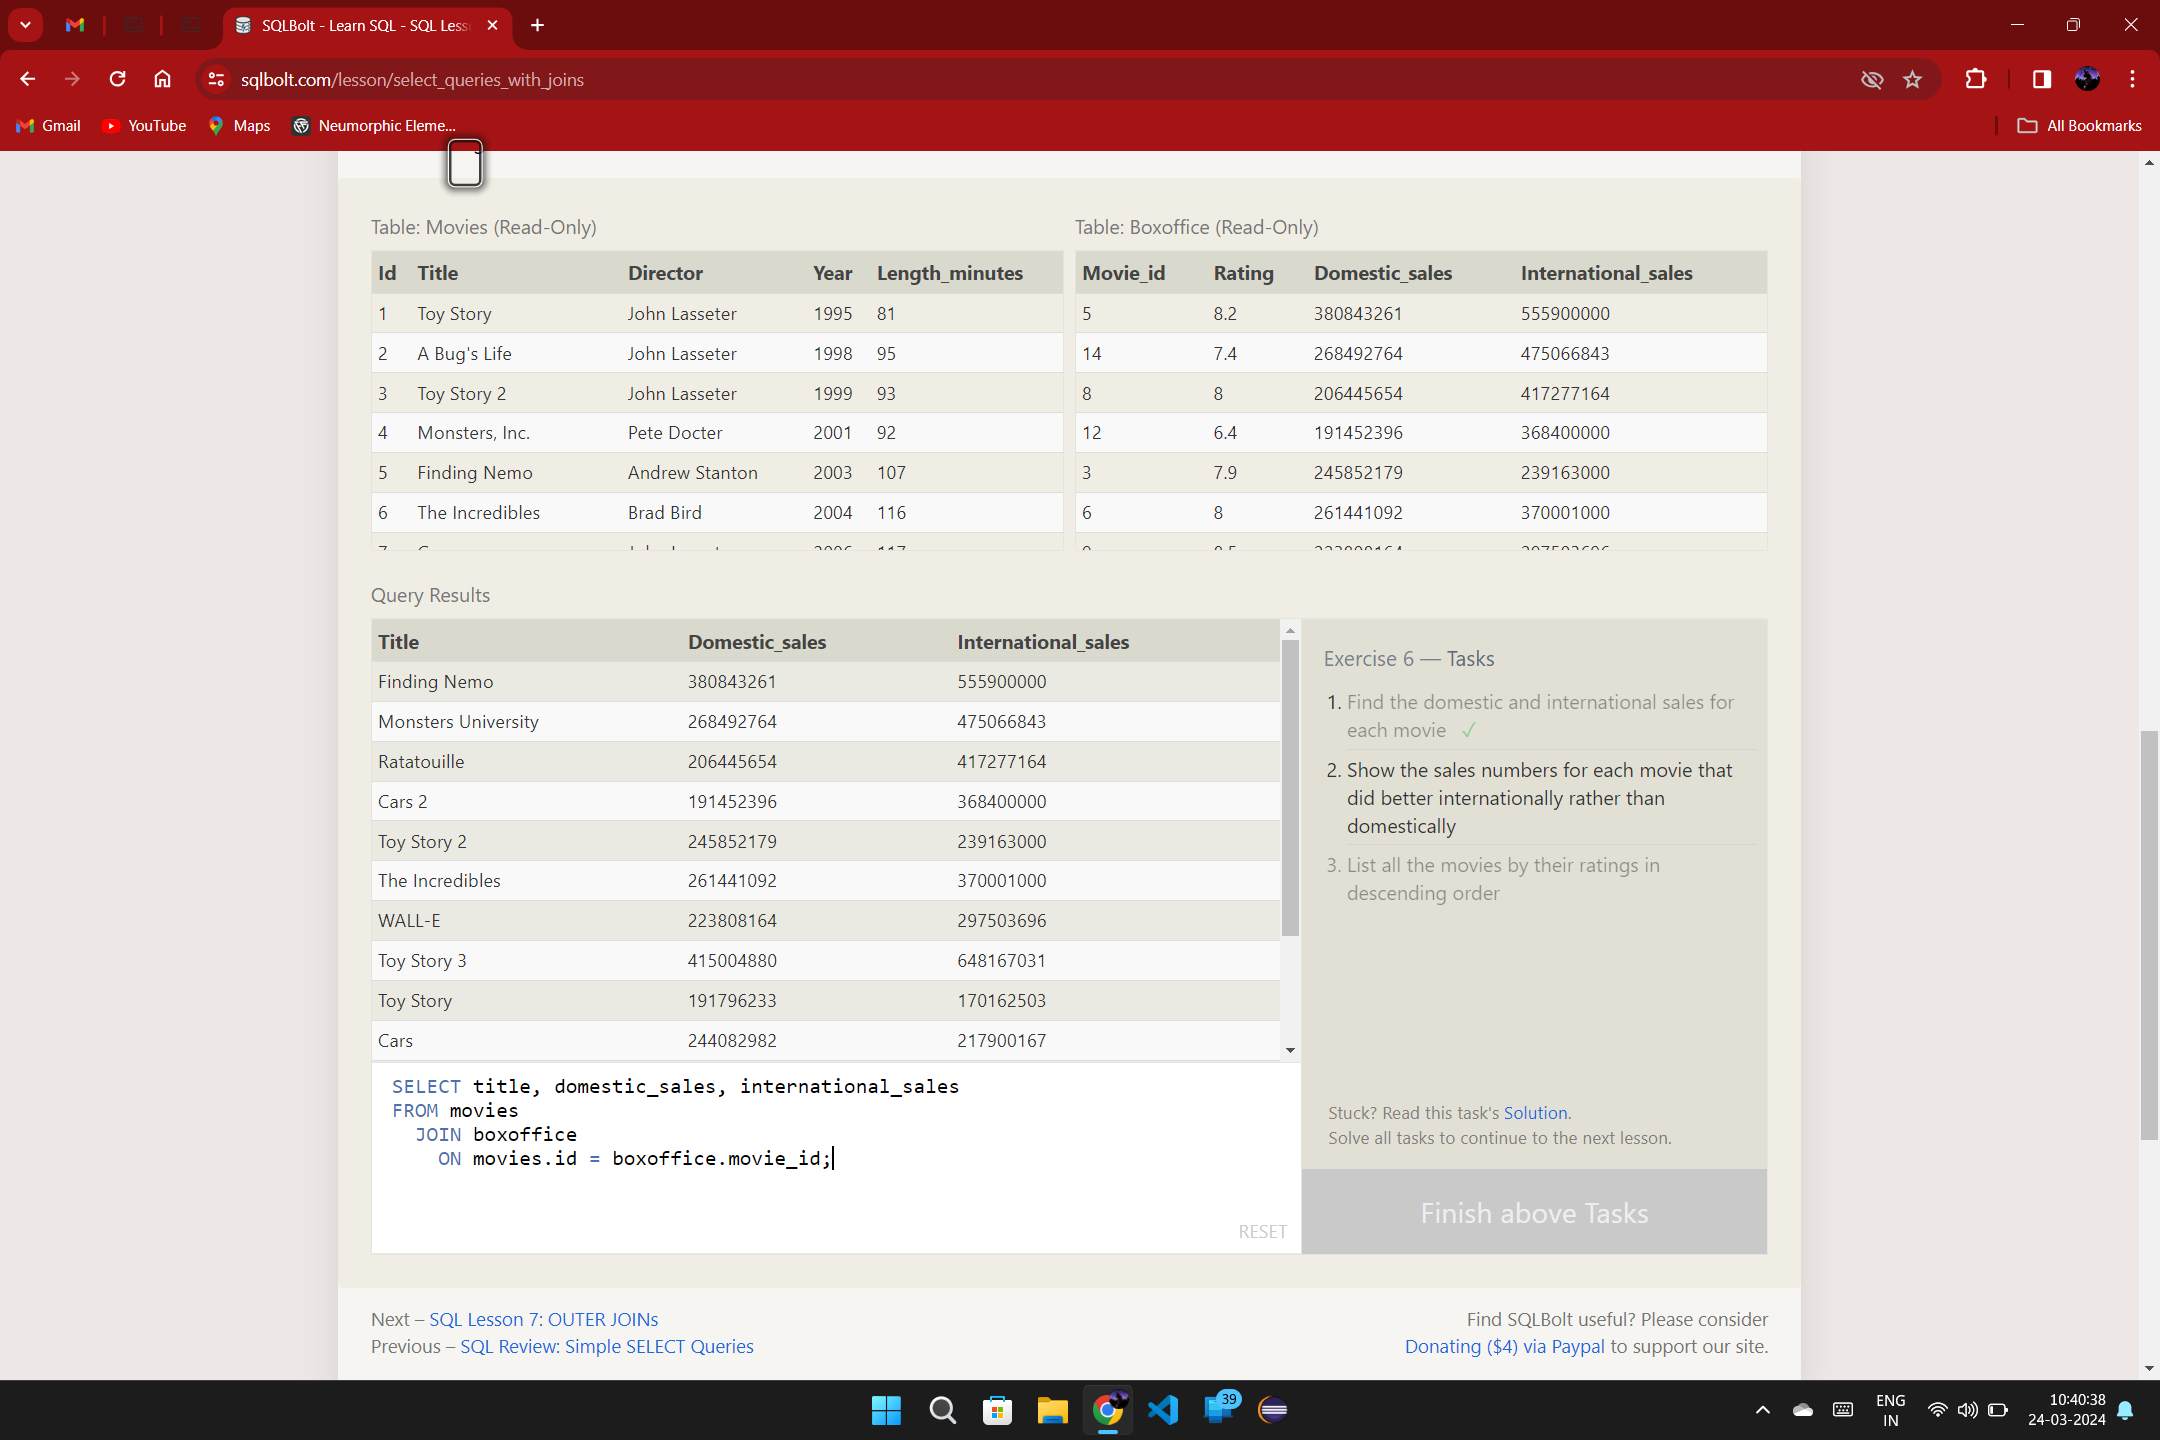 SQLBolt - Learn SQL - SQL Less
sqlbolt.com/lesson/select_queries_with_joins
Gmail YouTube Maps Neumorphic Eleme... All Bookmarks
Table: Movies (Read-Only)
Id Title Director Year Length_minutes
1 Toy Story John Lasseter 1995 81
2 A Bug's Life John Lasseter 1998 95
3 Toy Story 2 John Lasseter 1999 93
4 Monsters, Inc. Pete Docter 2001 92
5 Finding Nemo Andrew Stanton 2003 107
6 The Incredibles Brad Bird 2004 116
Table: Boxoffice (Read-Only)
Movie_id Rating Domestic_sales International_sales
5 8.2 380843261 555900000
14 7.4 268492764 475066843
8 8 206445654 417277164
12 6.4 191452396 368400000
3 7.9 245852179 239163000
6 8 261441092 370001000
Query Results
Title Domestic_sales International_sales
Finding Nemo 380843261 555900000
Monsters University 268492764 475066843
Ratatouille 206445654 417277164
Cars 2 191452396 368400000
Toy Story 2 245852179 239163000
The Incredibles 261441092 370001000
WALL-E 223808164 297503696
Toy Story 3 415004880 648167031
Toy Story 191796233 170162503
Cars 244082982 217900167
SELECT title, domestic_sales, international_sales
FROM movies
JOIN boxoffice
ON movies.id = boxoffice.movie_id;
RESET
Exercise 6 — Tasks
1. Find the domestic and international sales for
each movie ✓
2. Show the sales numbers for each movie that
did better internationally rather than
domestically
3. List all the movies by their ratings in
descending order
Stuck? Read this task's Solution.
Solve all tasks to continue to the next lesson.
Finish above Tasks
Next – SQL Lesson 7: OUTER JOINs
Previous – SQL Review: Simple SELECT Queries
Find SQLBolt useful? Please consider
Donating ($4) via Paypal to support our site.
39
ENG
IN
10:40:38
24-03-2024